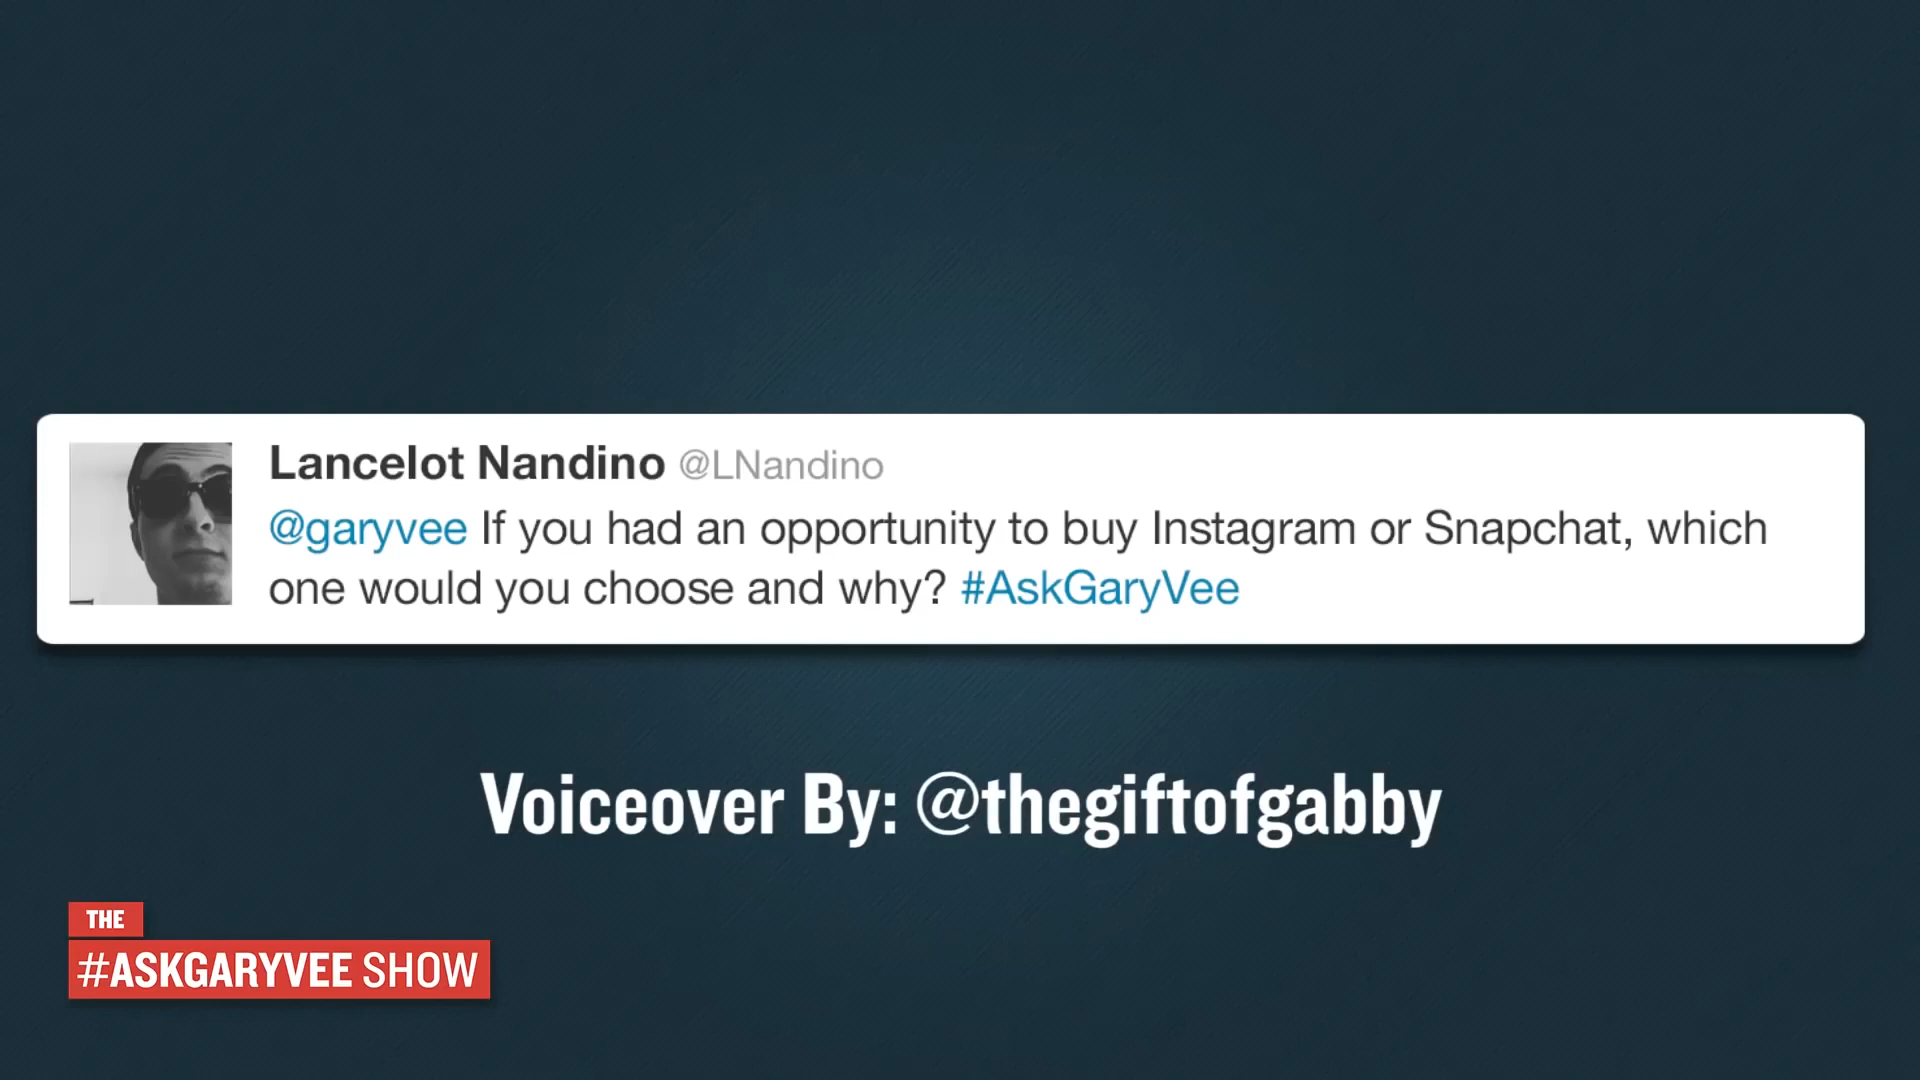 Lancelot Nandino @LNandino
@garyvee If you had an opportunity to buy Instagram or Snapchat, which
one would you choose and why? #AskGaryVee
Voiceover By: @thegiftofgabby
THE
#ASKGARYVEE SHOW